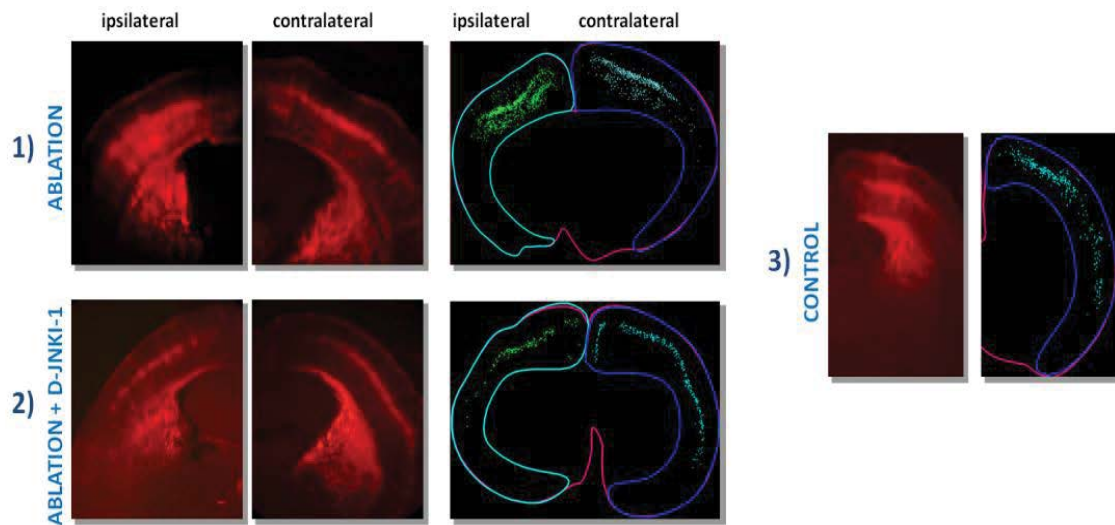 ipsilateral contralateral ipsilateral contralateral
1) ABLATION
2) ABLATION + D-JNKI-1
3) CONTROL